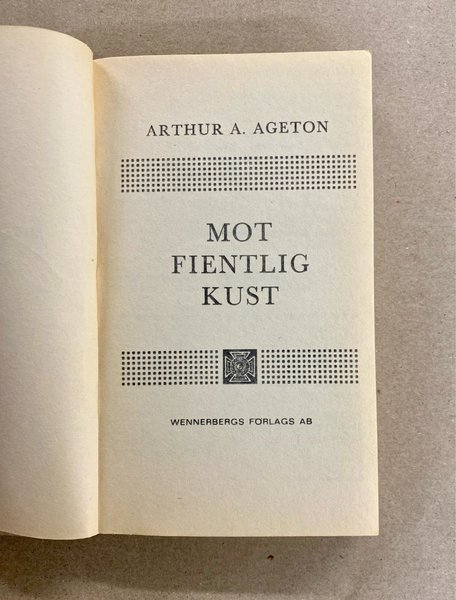 ARTHUR A. AGETON
MOT
FIENTLIG
KUST
WENNERBERGS FÖRLAGS AB